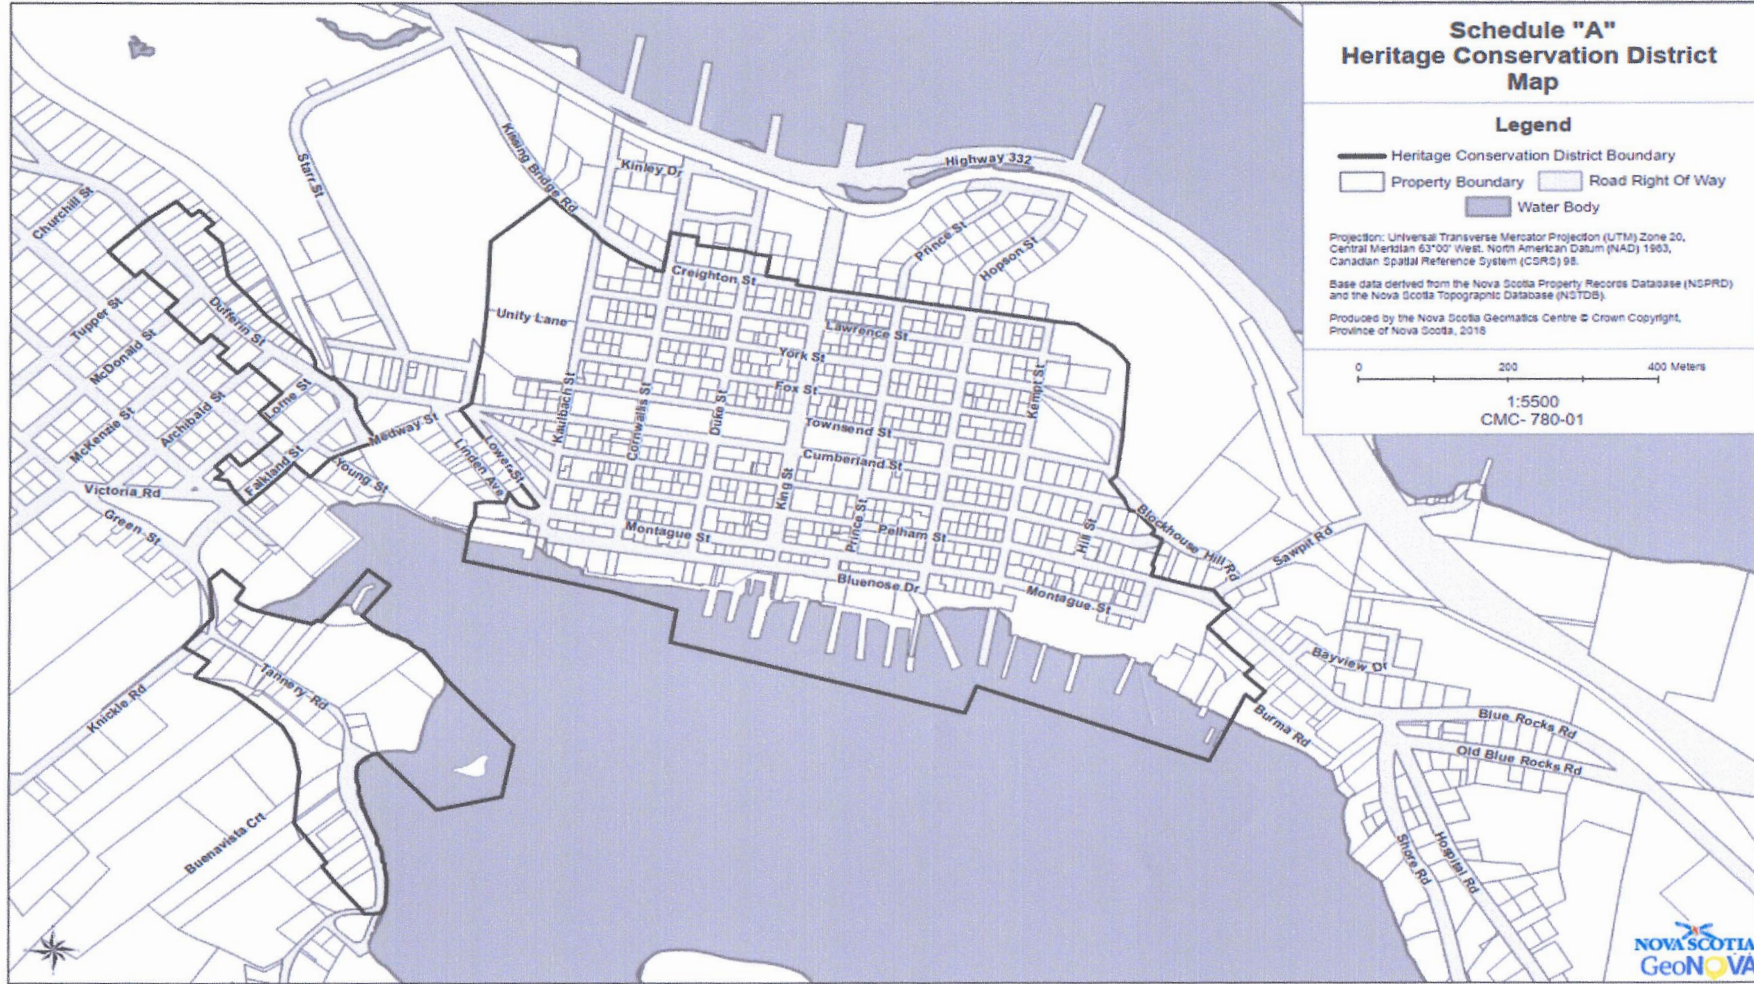 Schedule "A"
Heritage Conservation District
Map
Legend
Heritage Conservation District Boundary
Property Boundary
Road Right Of Way
Water Body
Projection: Universal Transverse Mercator Projection (UTM) Zone 20,
Central Meridian 63°00' West. North American Datum (NAD) 1983,
Canadian Spatial Reference System (CSRS) 98.
Base data derived from the Nova Scotia Property Records Database (NSPRD)
and the Nova Scotia Topographic Database (NSTDB).
Produced by the Nova Scotia Geomatics Centre © Crown Copyright,
Province of Nova Scotia, 2018
0 200 400 Meters
1:5500
CMC- 780-01
Kissing Bridge Rd
Kinley Dr
Highway 332
Starr St
Churchill St
Prince St
Hopson St
Creighton St
Unity Lane
Dufferin St
Tupper St
McDonald St
Lawrence St
York St
Fox St
Kempt St
Kaulbach St
Cornwallis St
Duke St
Lorne St
Archibald St
McKenzie St
Medway St
Townsend St
Cumberland St
Linden Ave
Lower St
Falkland St
Young St
Victoria Rd
Green St
King St
Prince St
Montague St
Pelham St
Hill St
Blockhouse Hill Rd
Sawpit Rd
Bluenose Dr
Montague St
Bayview Dr
Tannery Rd
Knickle Rd
Burma Rd
Blue Rocks Rd
Old Blue Rocks Rd
Buenavista Crt
Shore Rd
Hospital Rd
NOVA SCOTIA
GeoNOVA